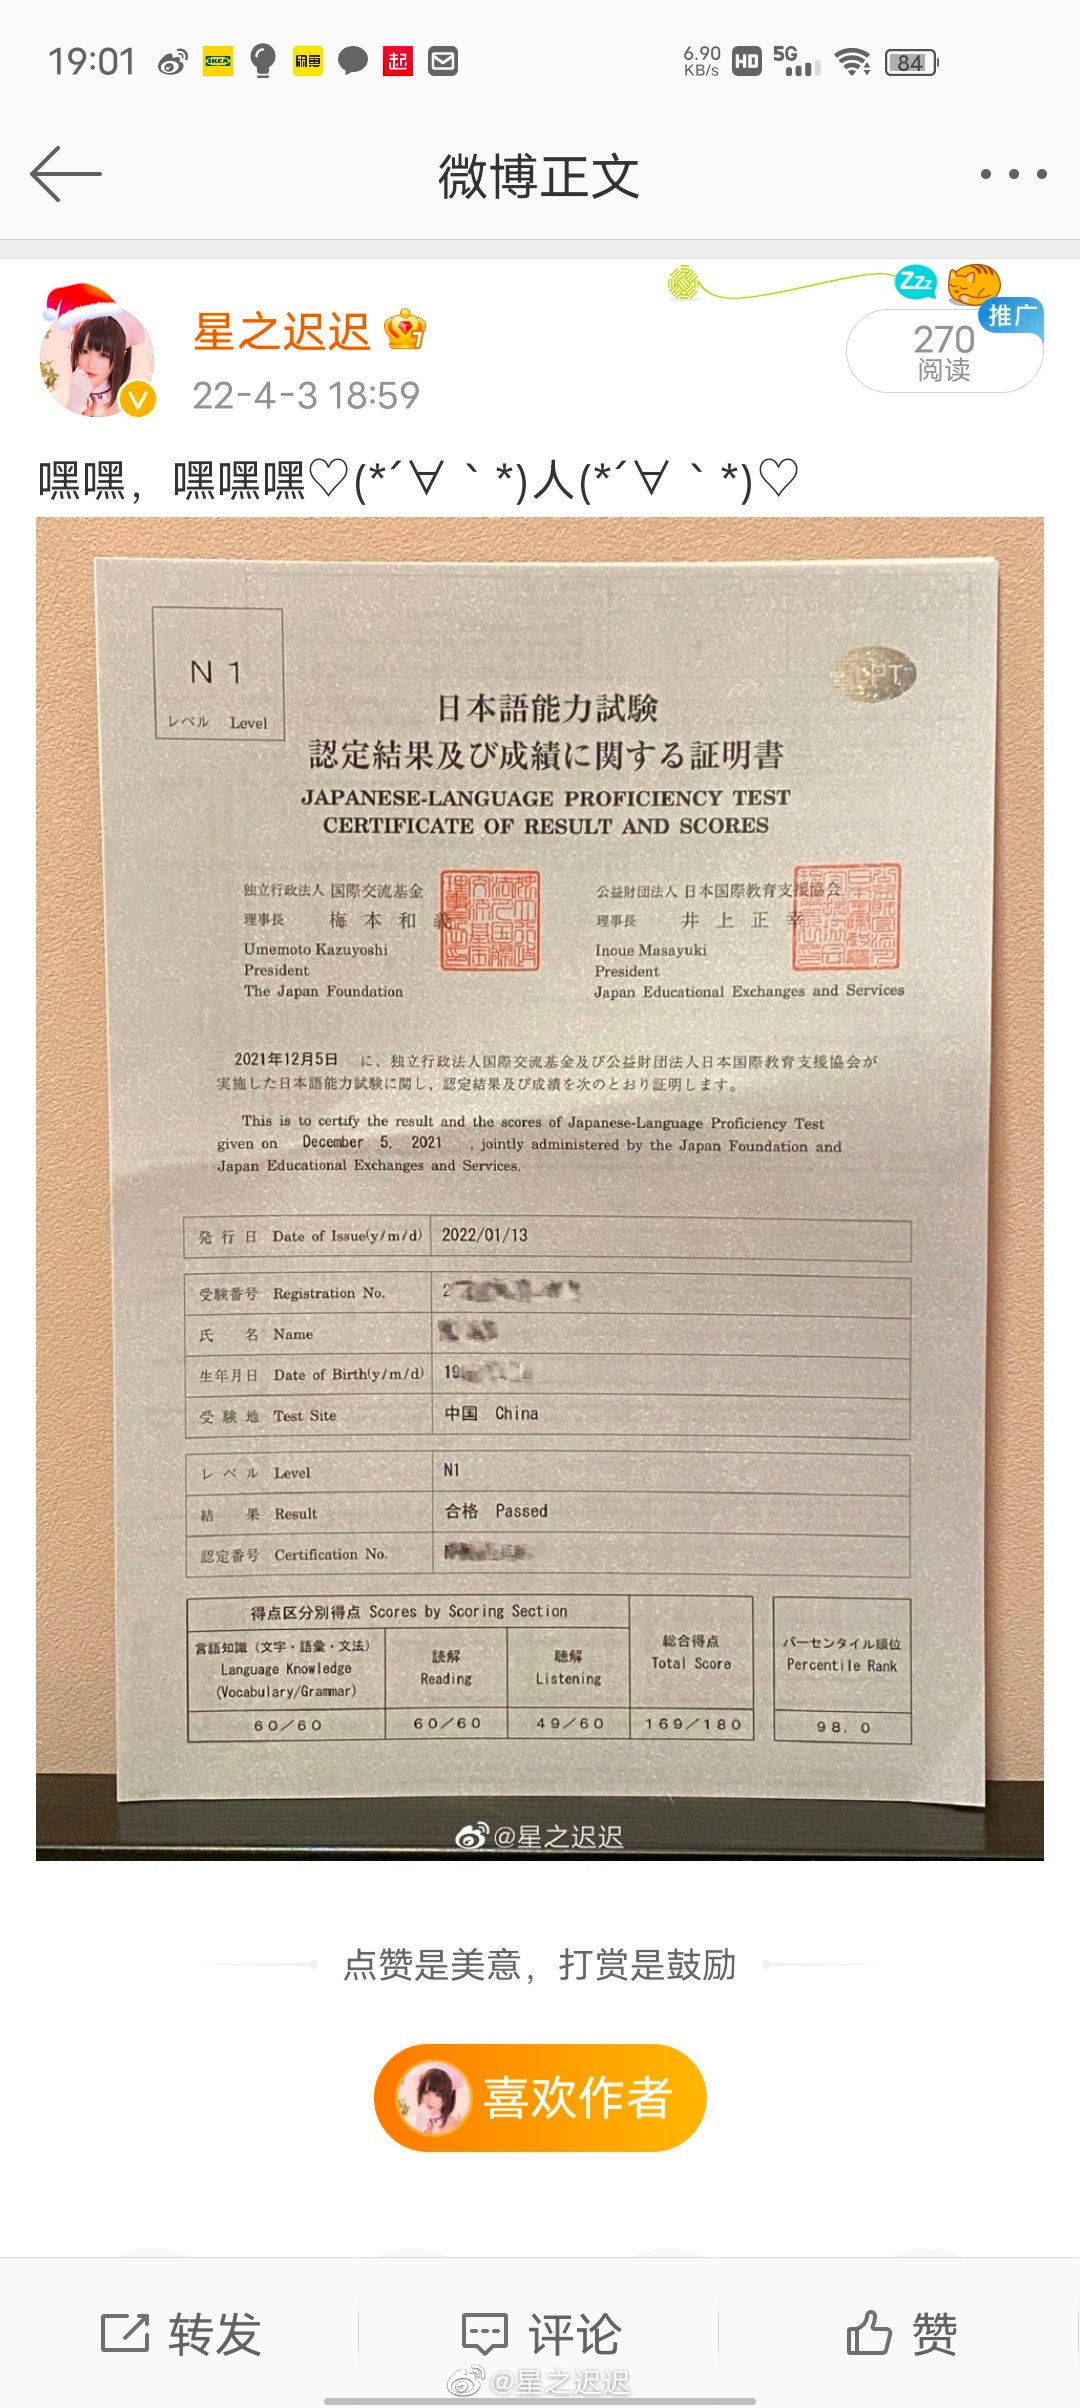 19:01
IKEA
闲鱼
起
6.90
KB/s
HD
5G
84
微博正文
星之迟迟
22-4-3 18:59
Zzz
推广
270
阅读
嘿嘿，嘿嘿嘿♡(*´∀｀*)人(*´∀｀*)♡
N 1
レベル Level
日本語能力試験
認定結果及び成績に関する証明書
JAPANESE-LANGUAGE PROFICIENCY TEST
CERTIFICATE OF RESULT AND SCORES
独立行政法人 国際交流基金
理事長 梅 本 和 義
Umemoto Kazuyoshi
President
The Japan Foundation
公益財団法人 日本国際教育支援協会
理事長 井 上 正 幸
Inoue Masayuki
President
Japan Educational Exchanges and Services
2021年12月5日 に、独立行政法人国際交流基金及び公益財団法人日本国際教育支援協会が
実施した日本語能力試験に関し、認定結果及び成績を次のとおり証明します。
This is to certify the result and the scores of Japanese-Language Proficiency Test
given on December 5, 2021 , jointly administered by the Japan Foundation and
Japan Educational Exchanges and Services.
発 行 日 Date of Issue(y/m/d) 2022/01/13
受験番号 Registration No. 2
氏 名 Name
生年月日 Date of Birth(y/m/d) 19
受 験 地 Test Site 中国 China
レ ベ ル Level N1
結 果 Result 合格 Passed
認定番号 Certification No.
得点区分別得点 Scores by Scoring Section
言語知識（文字・語彙・文法）
Language Knowledge
(Vocabulary/Grammar)
読解
Reading
聴解
Listening
総合得点
Total Score
パーセンタイル順位
Percentile Rank
60／60 60／60 49／60 169／180 98. 0
@星之迟迟
点赞是美意，打赏是鼓励
喜欢作者
转发 评论 赞
@星之迟迟